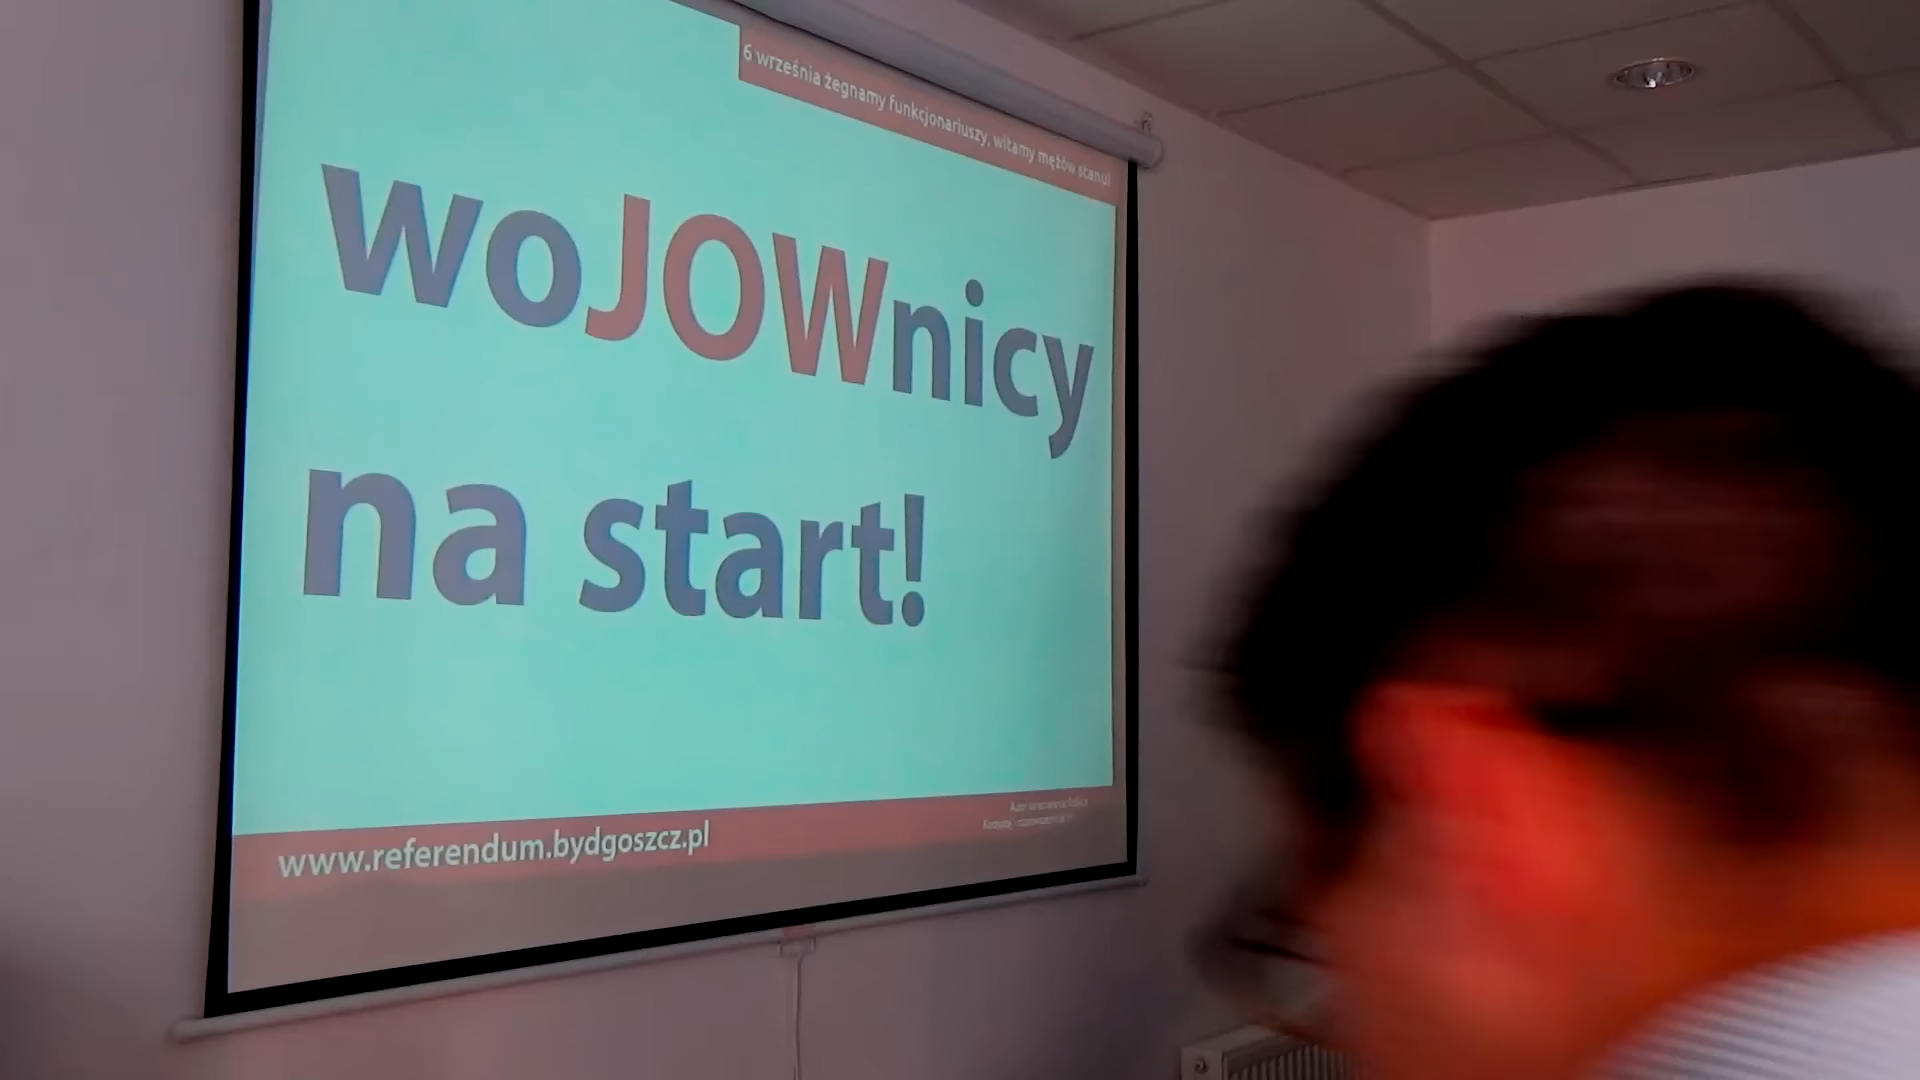 6 września żegnamy funkcjonariuszy, witamy mężów stanu!
woJOWnicy
na start!
www.referendum.bydgoszcz.pl